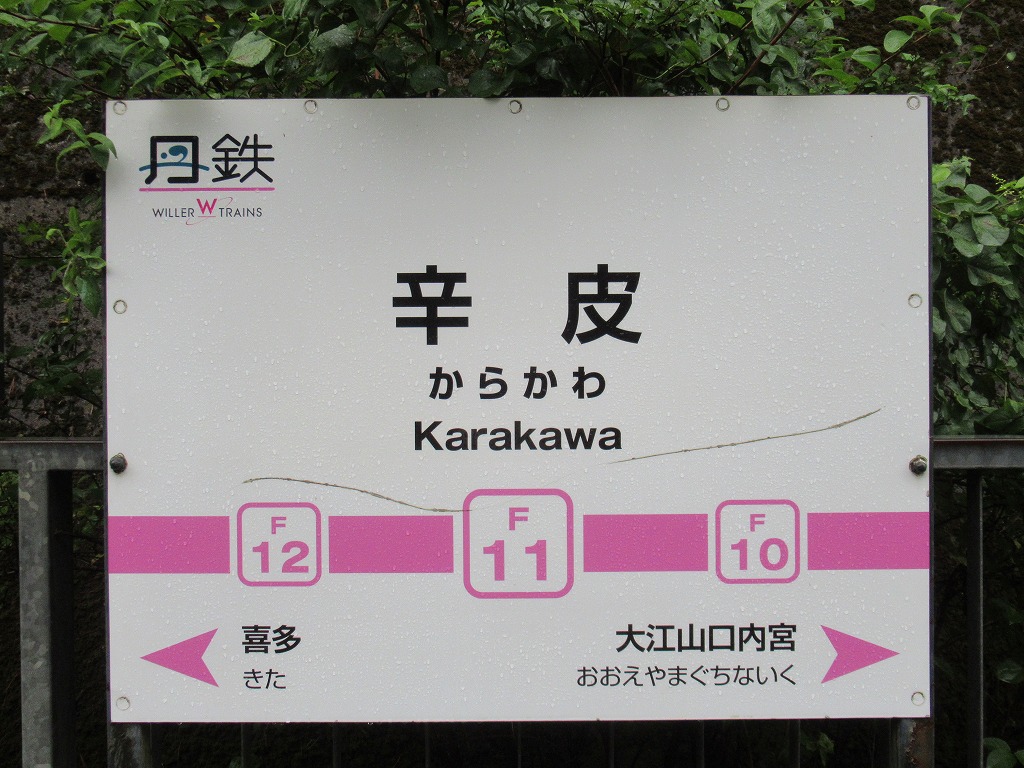 丹鉄
WILLER W TRAINS
辛皮
からかわ
Karakawa
F 12
F 11
F 10
喜多
きた
大江山口内宮
おおえやまぐちないく